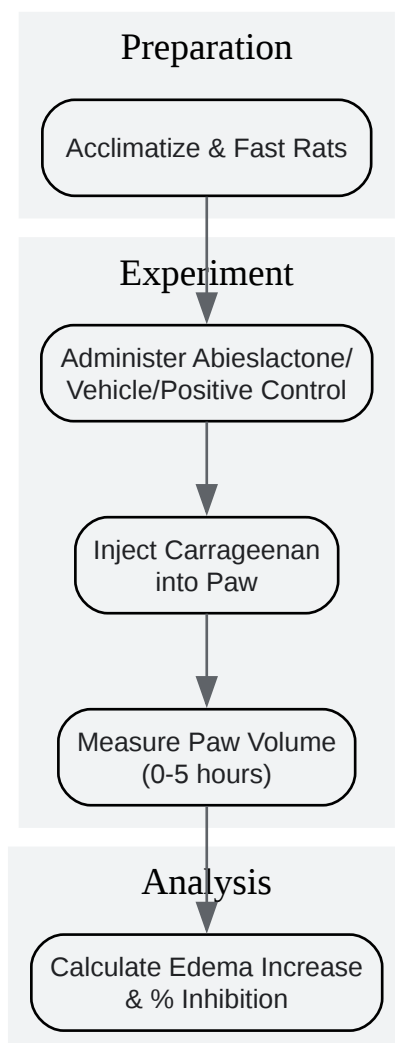 Preparation
Acclimatize & Fast Rats
Experiment
Administer Abieslactone/
Vehicle/Positive Control
Inject Carrageenan
into Paw
Measure Paw Volume
(0-5 hours)
Analysis
Calculate Edema Increase
& % Inhibition